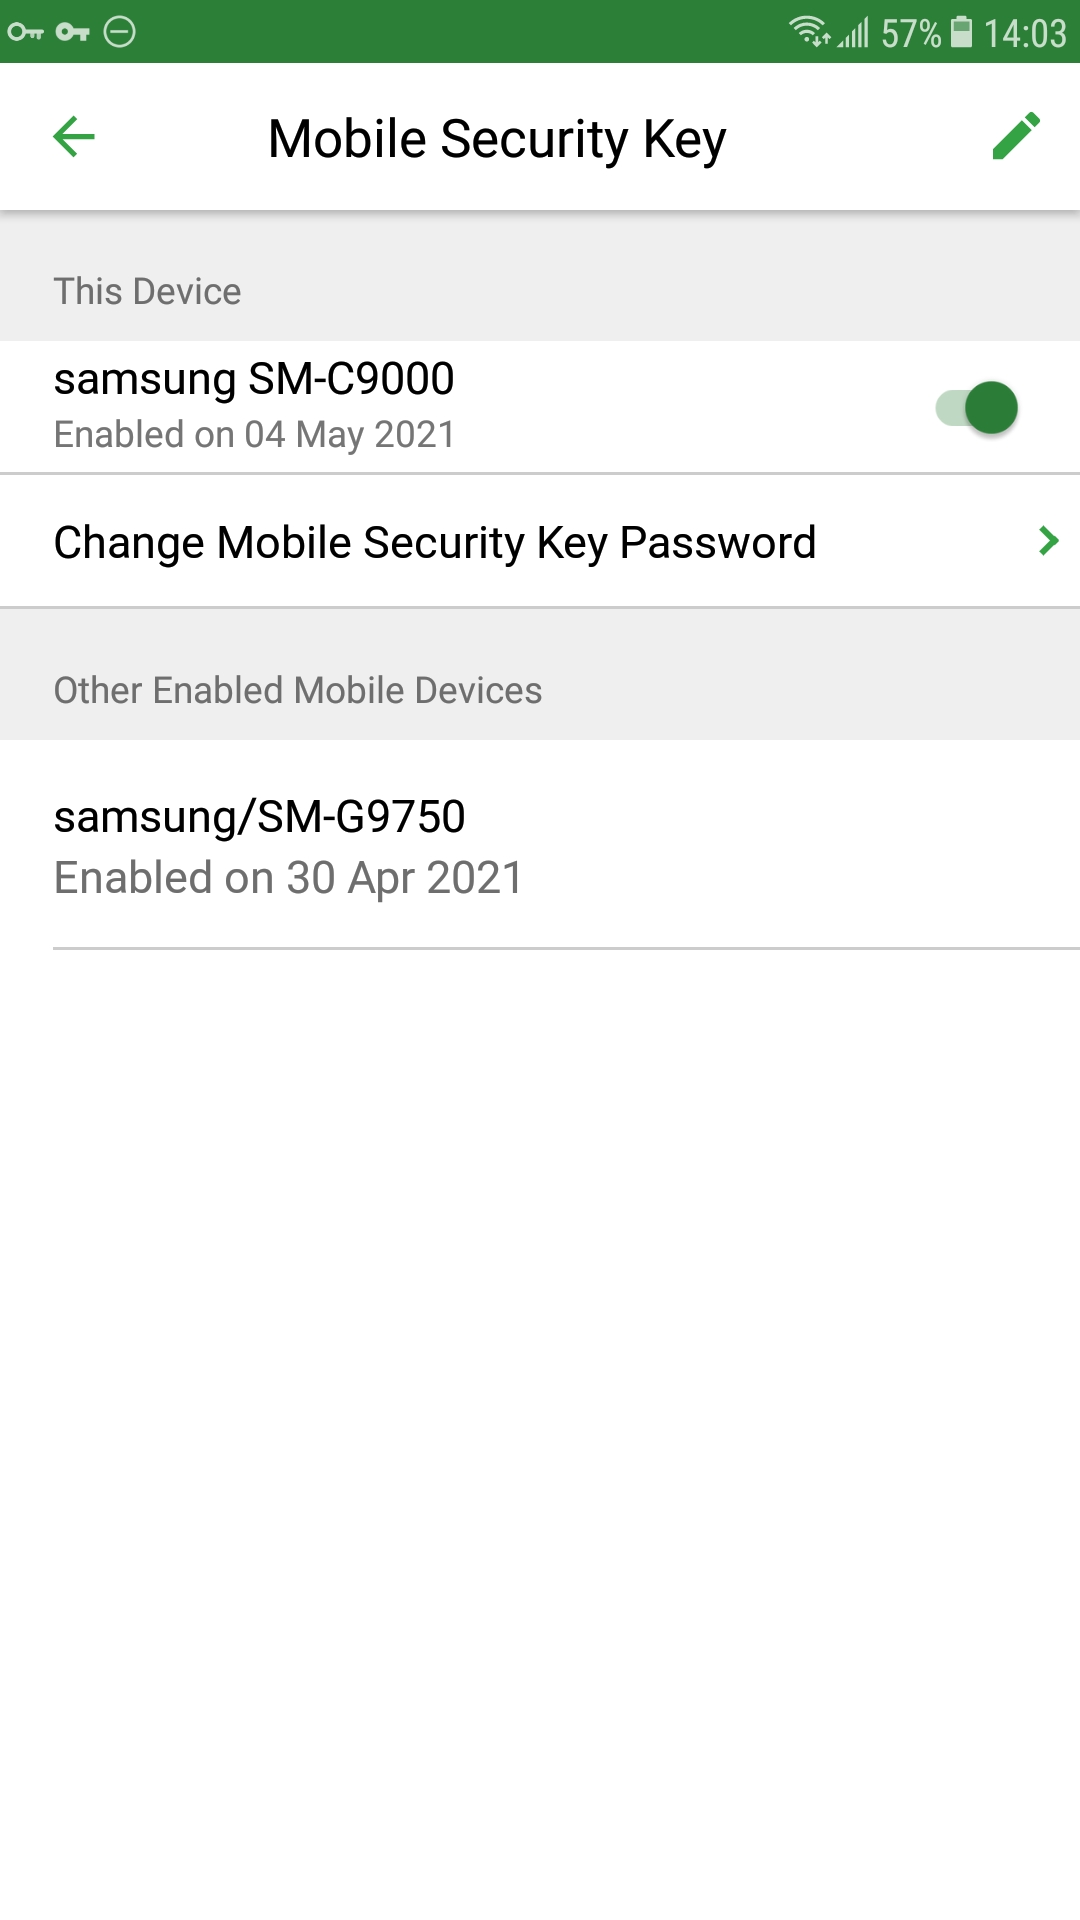 57% 14:03
Mobile Security Key
This Device
samsung SM-C9000
Enabled on 04 May 2021
Change Mobile Security Key Password
Other Enabled Mobile Devices
samsung/SM-G9750
Enabled on 30 Apr 2021